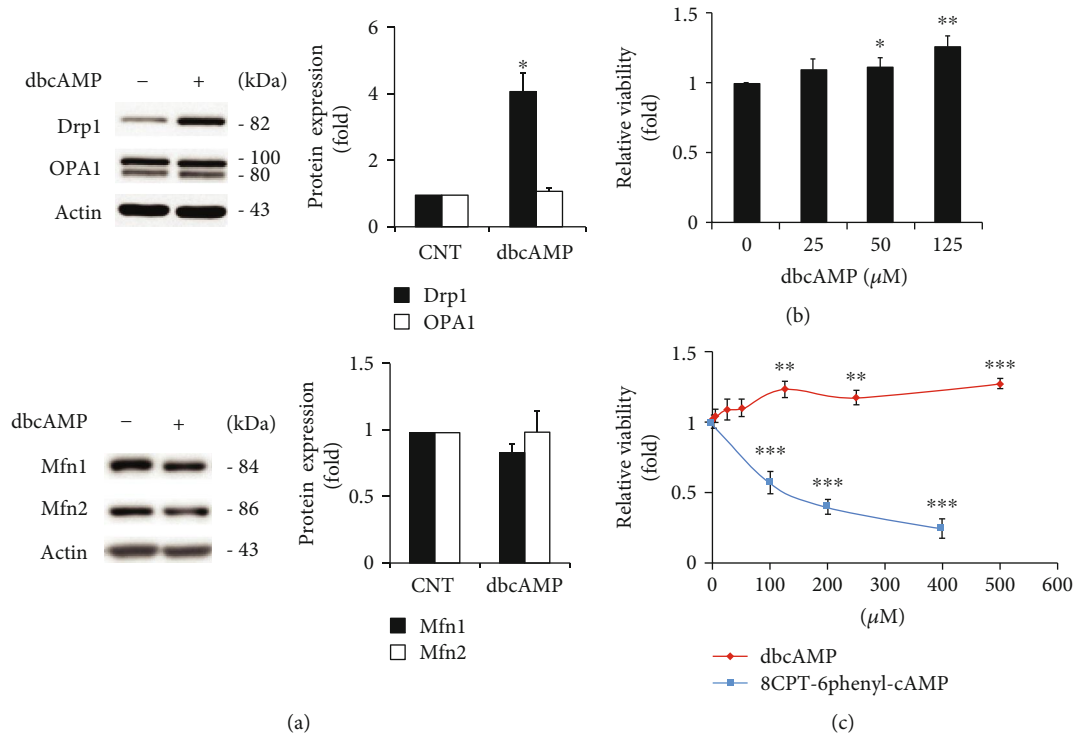 dbcAMP − + (kDa)
Drp1 - 82
OPA1 - 100
- 80
Actin - 43
Protein expression
(fold)
6
4
2
0
*
CNT dbcAMP
Drp1
OPA1
dbcAMP − + (kDa)
Mfn1 - 84
Mfn2 - 86
Actin - 43
Protein expression
(fold)
1.5
1
0.5
0
CNT dbcAMP
Mfn1
Mfn2
(a)
Relative viability
(fold)
1.5
1
0.5
0
* **
0 25 50 125
dbcAMP (μM)
(b)
Relative viability
(fold)
1.5
1
0.5
0
** ** ***
*** *** ***
0 100 200 300 400 500 600
(μM)
dbcAMP
8CPT-6phenyl-cAMP
(c)